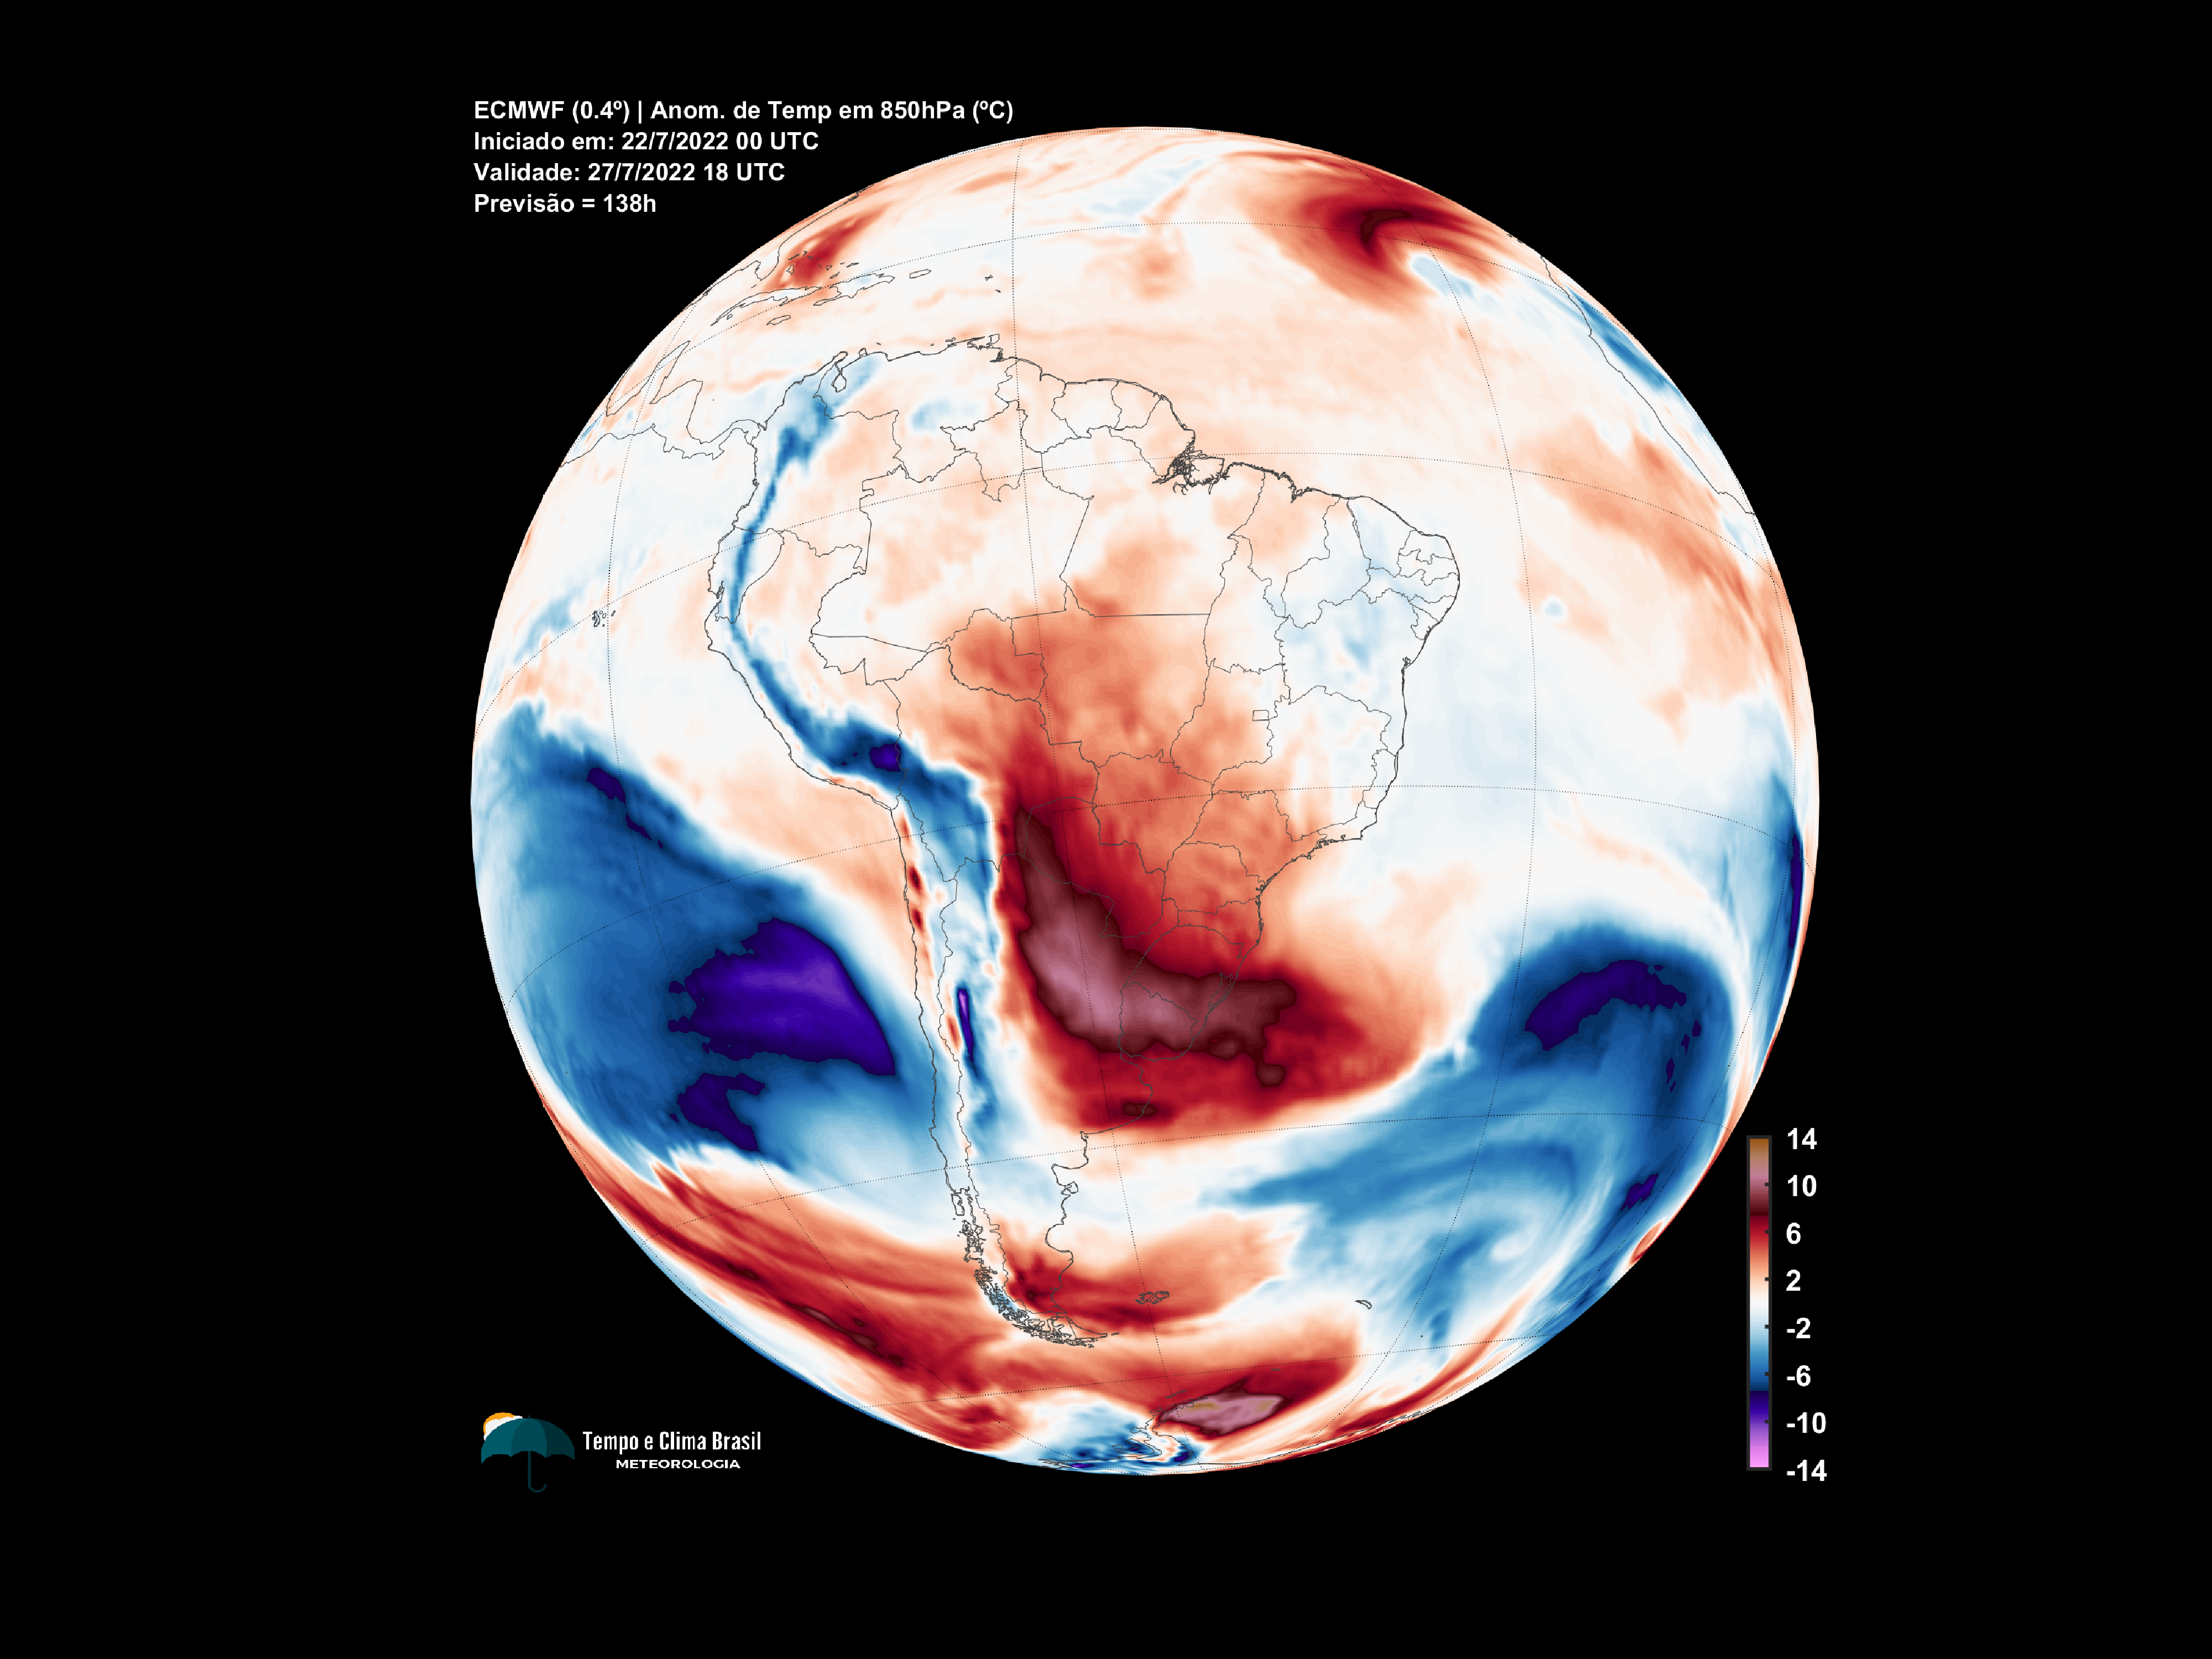 ECMWF (0.4º) | Anom. de Temp em 850hPa (ºC)
Iniciado em: 22/7/2022 00 UTC
Validade: 27/7/2022 18 UTC
Previsão = 138h
14
10
6
2
-2
-6
-10
-14
Tempo e Clima Brasil
METEOROLOGIA